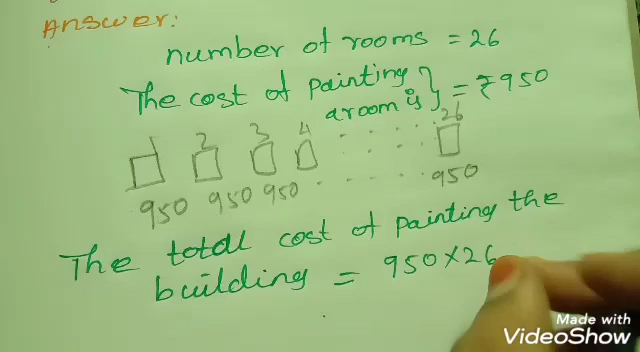 Answer:
number of rooms = 26
The cost of painting
a room is } = ₹950
1 2 3 4 26
950 950 950 950
The total cost of painting the
building = 950×26
Made with
VideoShow